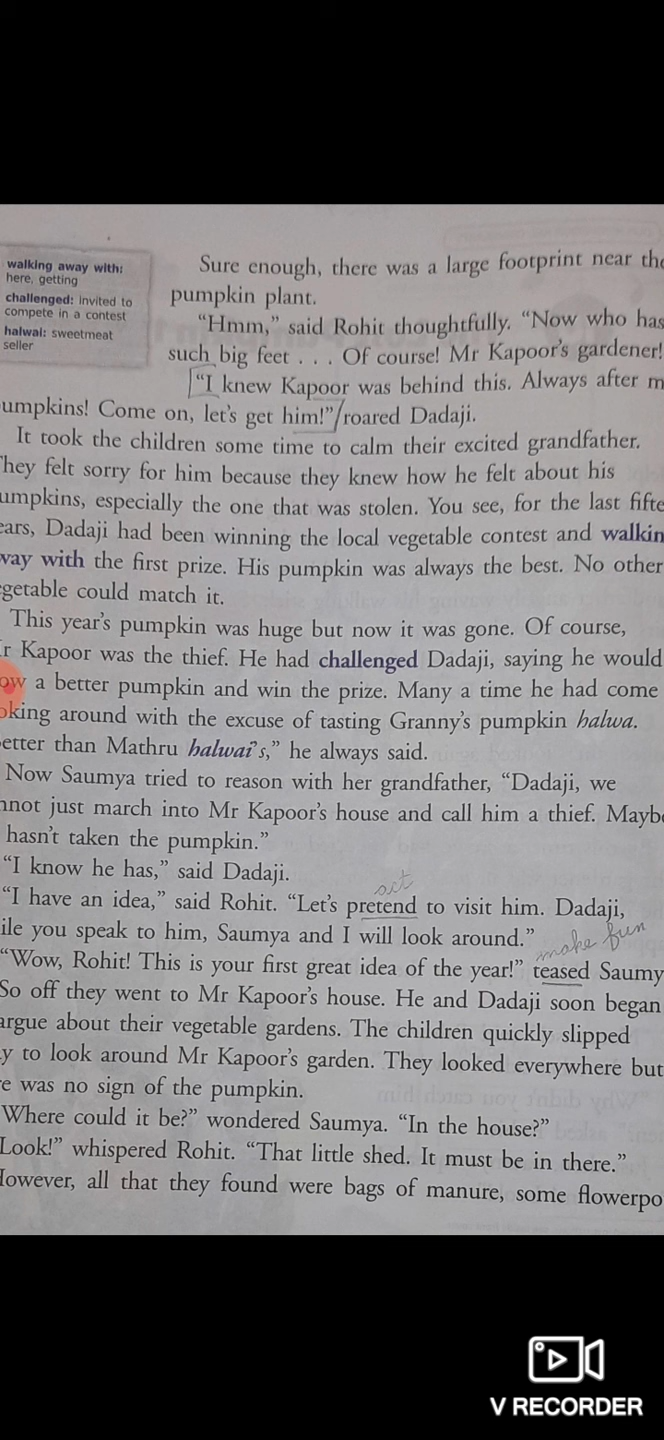 walking away with:
here, getting
challenged: invited to
compete in a contest
halwai: sweetmeat
seller
Sure enough, there was a large footprint near the
pumpkin plant.
“Hmm,” said Rohit thoughtfully. “Now who has
such big feet . . . Of course! Mr Kapoor’s gardener!
“I knew Kapoor was behind this. Always after m
umpkins! Come on, let’s get him!” roared Dadaji.
It took the children some time to calm their excited grandfather.
They felt sorry for him because they knew how he felt about his
umpkins, especially the one that was stolen. You see, for the last fifte
ears, Dadaji had been winning the local vegetable contest and walkin
way with the first prize. His pumpkin was always the best. No other
getable could match it.
This year’s pumpkin was huge but now it was gone. Of course,
r Kapoor was the thief. He had challenged Dadaji, saying he would
ow a better pumpkin and win the prize. Many a time he had come
oking around with the excuse of tasting Granny’s pumpkin halwa.
etter than Mathru halwai’s,” he always said.
Now Saumya tried to reason with her grandfather, “Dadaji, we
nnot just march into Mr Kapoor’s house and call him a thief. Maybe
hasn’t taken the pumpkin.”
“I know he has,” said Dadaji.
act
“I have an idea,” said Rohit. “Let’s pretend to visit him. Dadaji,
ile you speak to him, Saumya and I will look around.”
make fun
“Wow, Rohit! This is your first great idea of the year!” teased Saumy
So off they went to Mr Kapoor’s house. He and Dadaji soon began
argue about their vegetable gardens. The children quickly slipped
y to look around Mr Kapoor’s garden. They looked everywhere but
e was no sign of the pumpkin.
Where could it be?” wondered Saumya. “In the house?”
Look!” whispered Rohit. “That little shed. It must be in there.”
However, all that they found were bags of manure, some flowerpo
V RECORDER